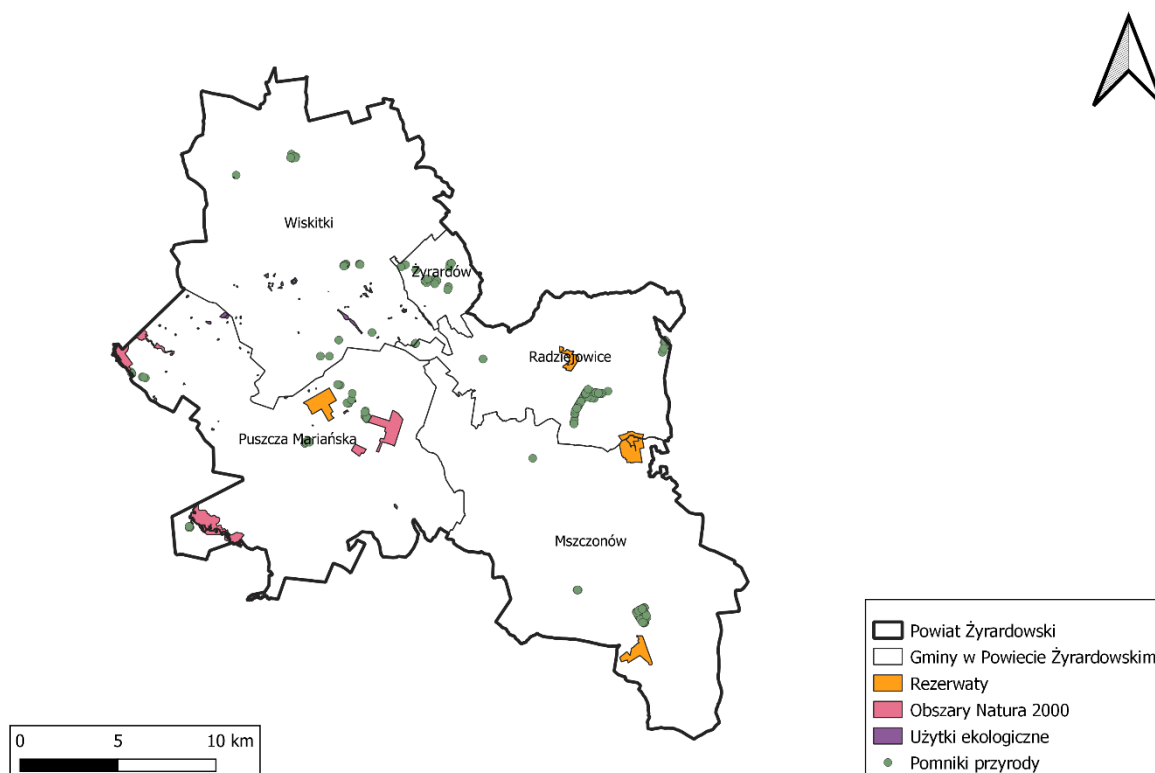 Wiskitki
Żyrardów
Radziejowice
Puszcza Mariańska
Mszczonów
Powiat Żyrardowski
Gminy w Powiecie Żyrardowskim
Rezerwaty
Obszary Natura 2000
Użytki ekologiczne
Pomniki przyrody
0 5 10 km